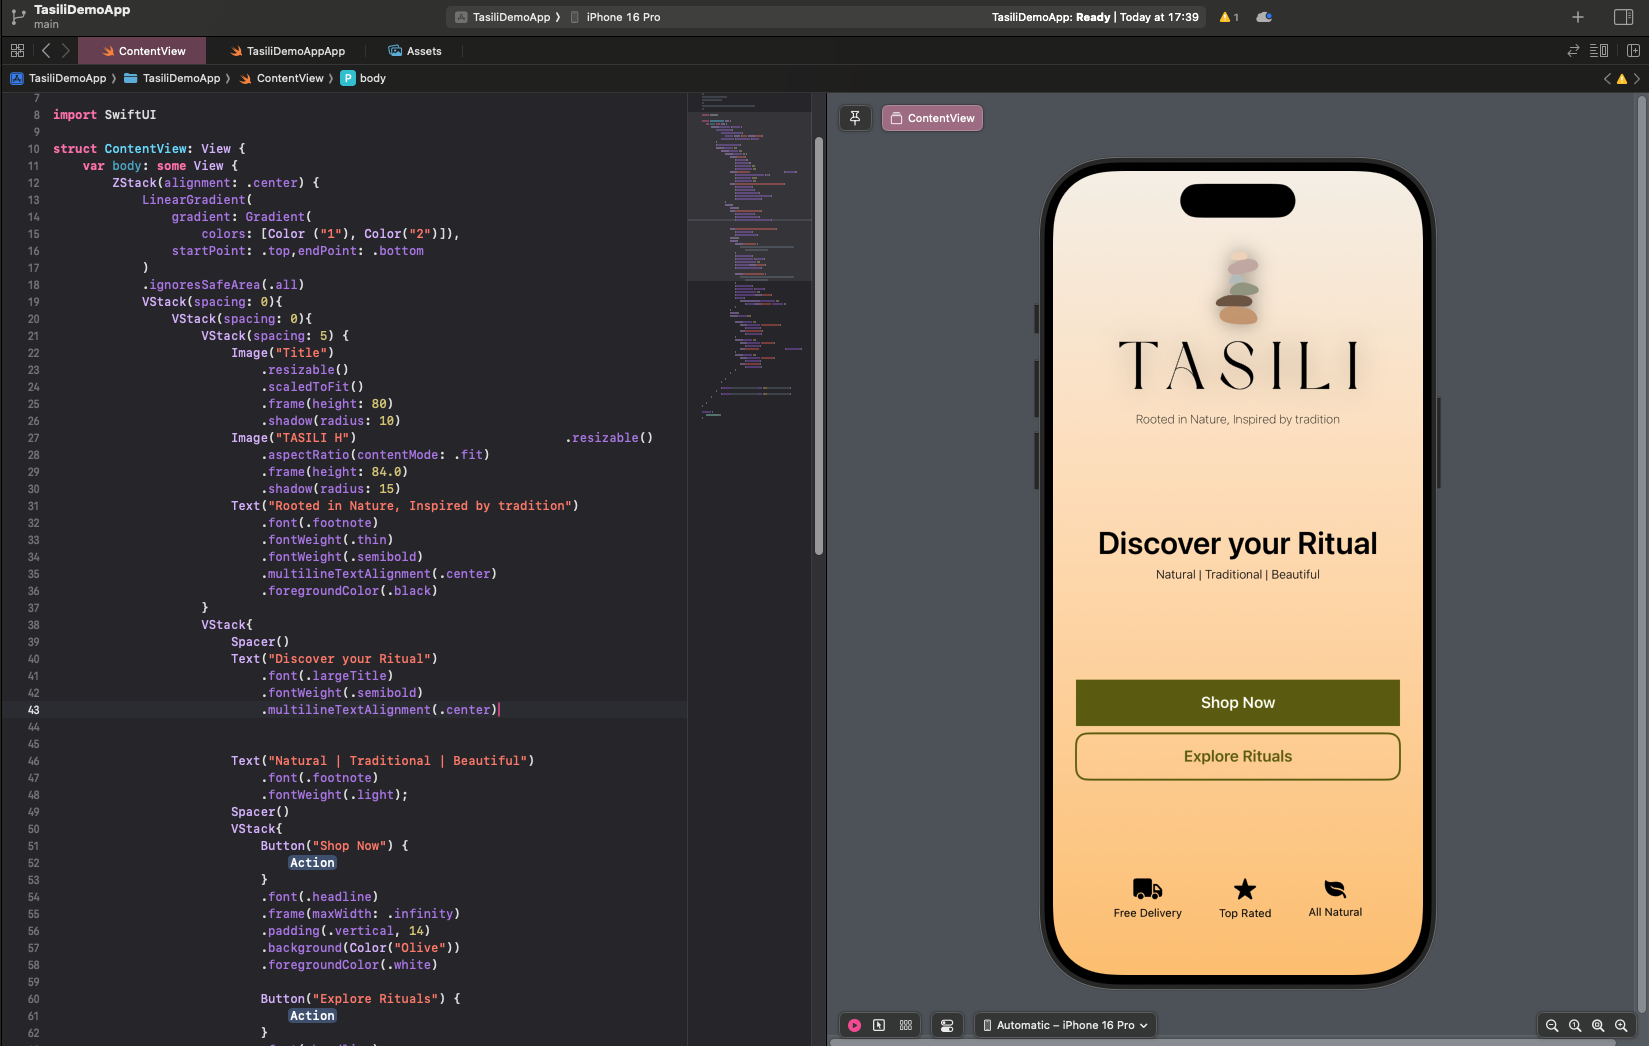 TasiliDemoApp
main
TasiliDemoApp 〉 iPhone 16 Pro
TasiliDemoApp: Ready | Today at 17:39
1
ContentView
TasiliDemoAppApp
Assets
TasiliDemoApp 〉 TasiliDemoApp 〉 ContentView 〉 P body
7
8 import SwiftUI
9
10 struct ContentView: View {
11 var body: some View {
12 ZStack(alignment: .center) {
13 LinearGradient(
14 gradient: Gradient(
15 colors: [Color ("1"), Color("2")]),
16 startPoint: .top,endPoint: .bottom
17 )
18 .ignoresSafeArea(.all)
19 VStack(spacing: 0){
20 VStack(spacing: 0){
21 VStack(spacing: 5) {
22 Image("Title")
23 .resizable()
24 .scaledToFit()
25 .frame(height: 80)
26 .shadow(radius: 10)
27 Image("TASILI H") .resizable()
28 .aspectRatio(contentMode: .fit)
29 .frame(height: 84.0)
30 .shadow(radius: 15)
31 Text("Rooted in Nature, Inspired by tradition")
32 .font(.footnote)
33 .fontWeight(.thin)
34 .fontWeight(.semibold)
35 .multilineTextAlignment(.center)
36 .foregroundColor(.black)
37 }
38 VStack{
39 Spacer()
40 Text("Discover your Ritual")
41 .font(.largeTitle)
42 .fontWeight(.semibold)
43 .multilineTextAlignment(.center)
44
45
46 Text("Natural | Traditional | Beautiful")
47 .font(.footnote)
48 .fontWeight(.light);
49 Spacer()
50 VStack{
51 Button("Shop Now") {
52 Action
53 }
54 .font(.headline)
55 .frame(maxWidth: .infinity)
56 .padding(.vertical, 14)
57 .background(Color("Olive"))
58 .foregroundColor(.white)
59
60 Button("Explore Rituals") {
61 Action
62 }
ContentView
TASILI
Rooted in Nature, Inspired by tradition
Discover your Ritual
Natural | Traditional | Beautiful
Shop Now
Explore Rituals
Free Delivery
Top Rated
All Natural
Automatic – iPhone 16 Pro